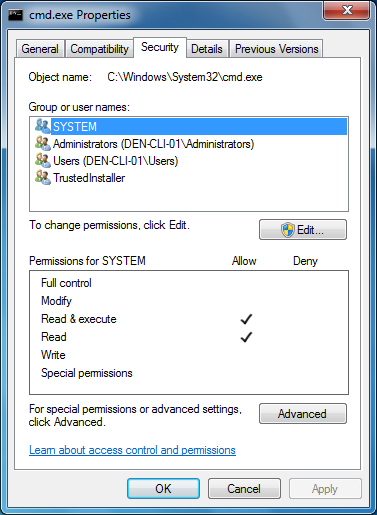 cmd.exe Properties
General Compatibility Security Details Previous Versions
Object name: C:\Windows\System32\cmd.exe
Group or user names:
SYSTEM
Administrators (DEN-CLI-01\Administrators)
Users (DEN-CLI-01\Users)
TrustedInstaller
To change permissions, click Edit.
Edit...
Permissions for SYSTEM Allow Deny
Full control
Modify
Read & execute
Read
Write
Special permissions
For special permissions or advanced settings,
click Advanced.
Advanced
Learn about access control and permissions
OK Cancel Apply